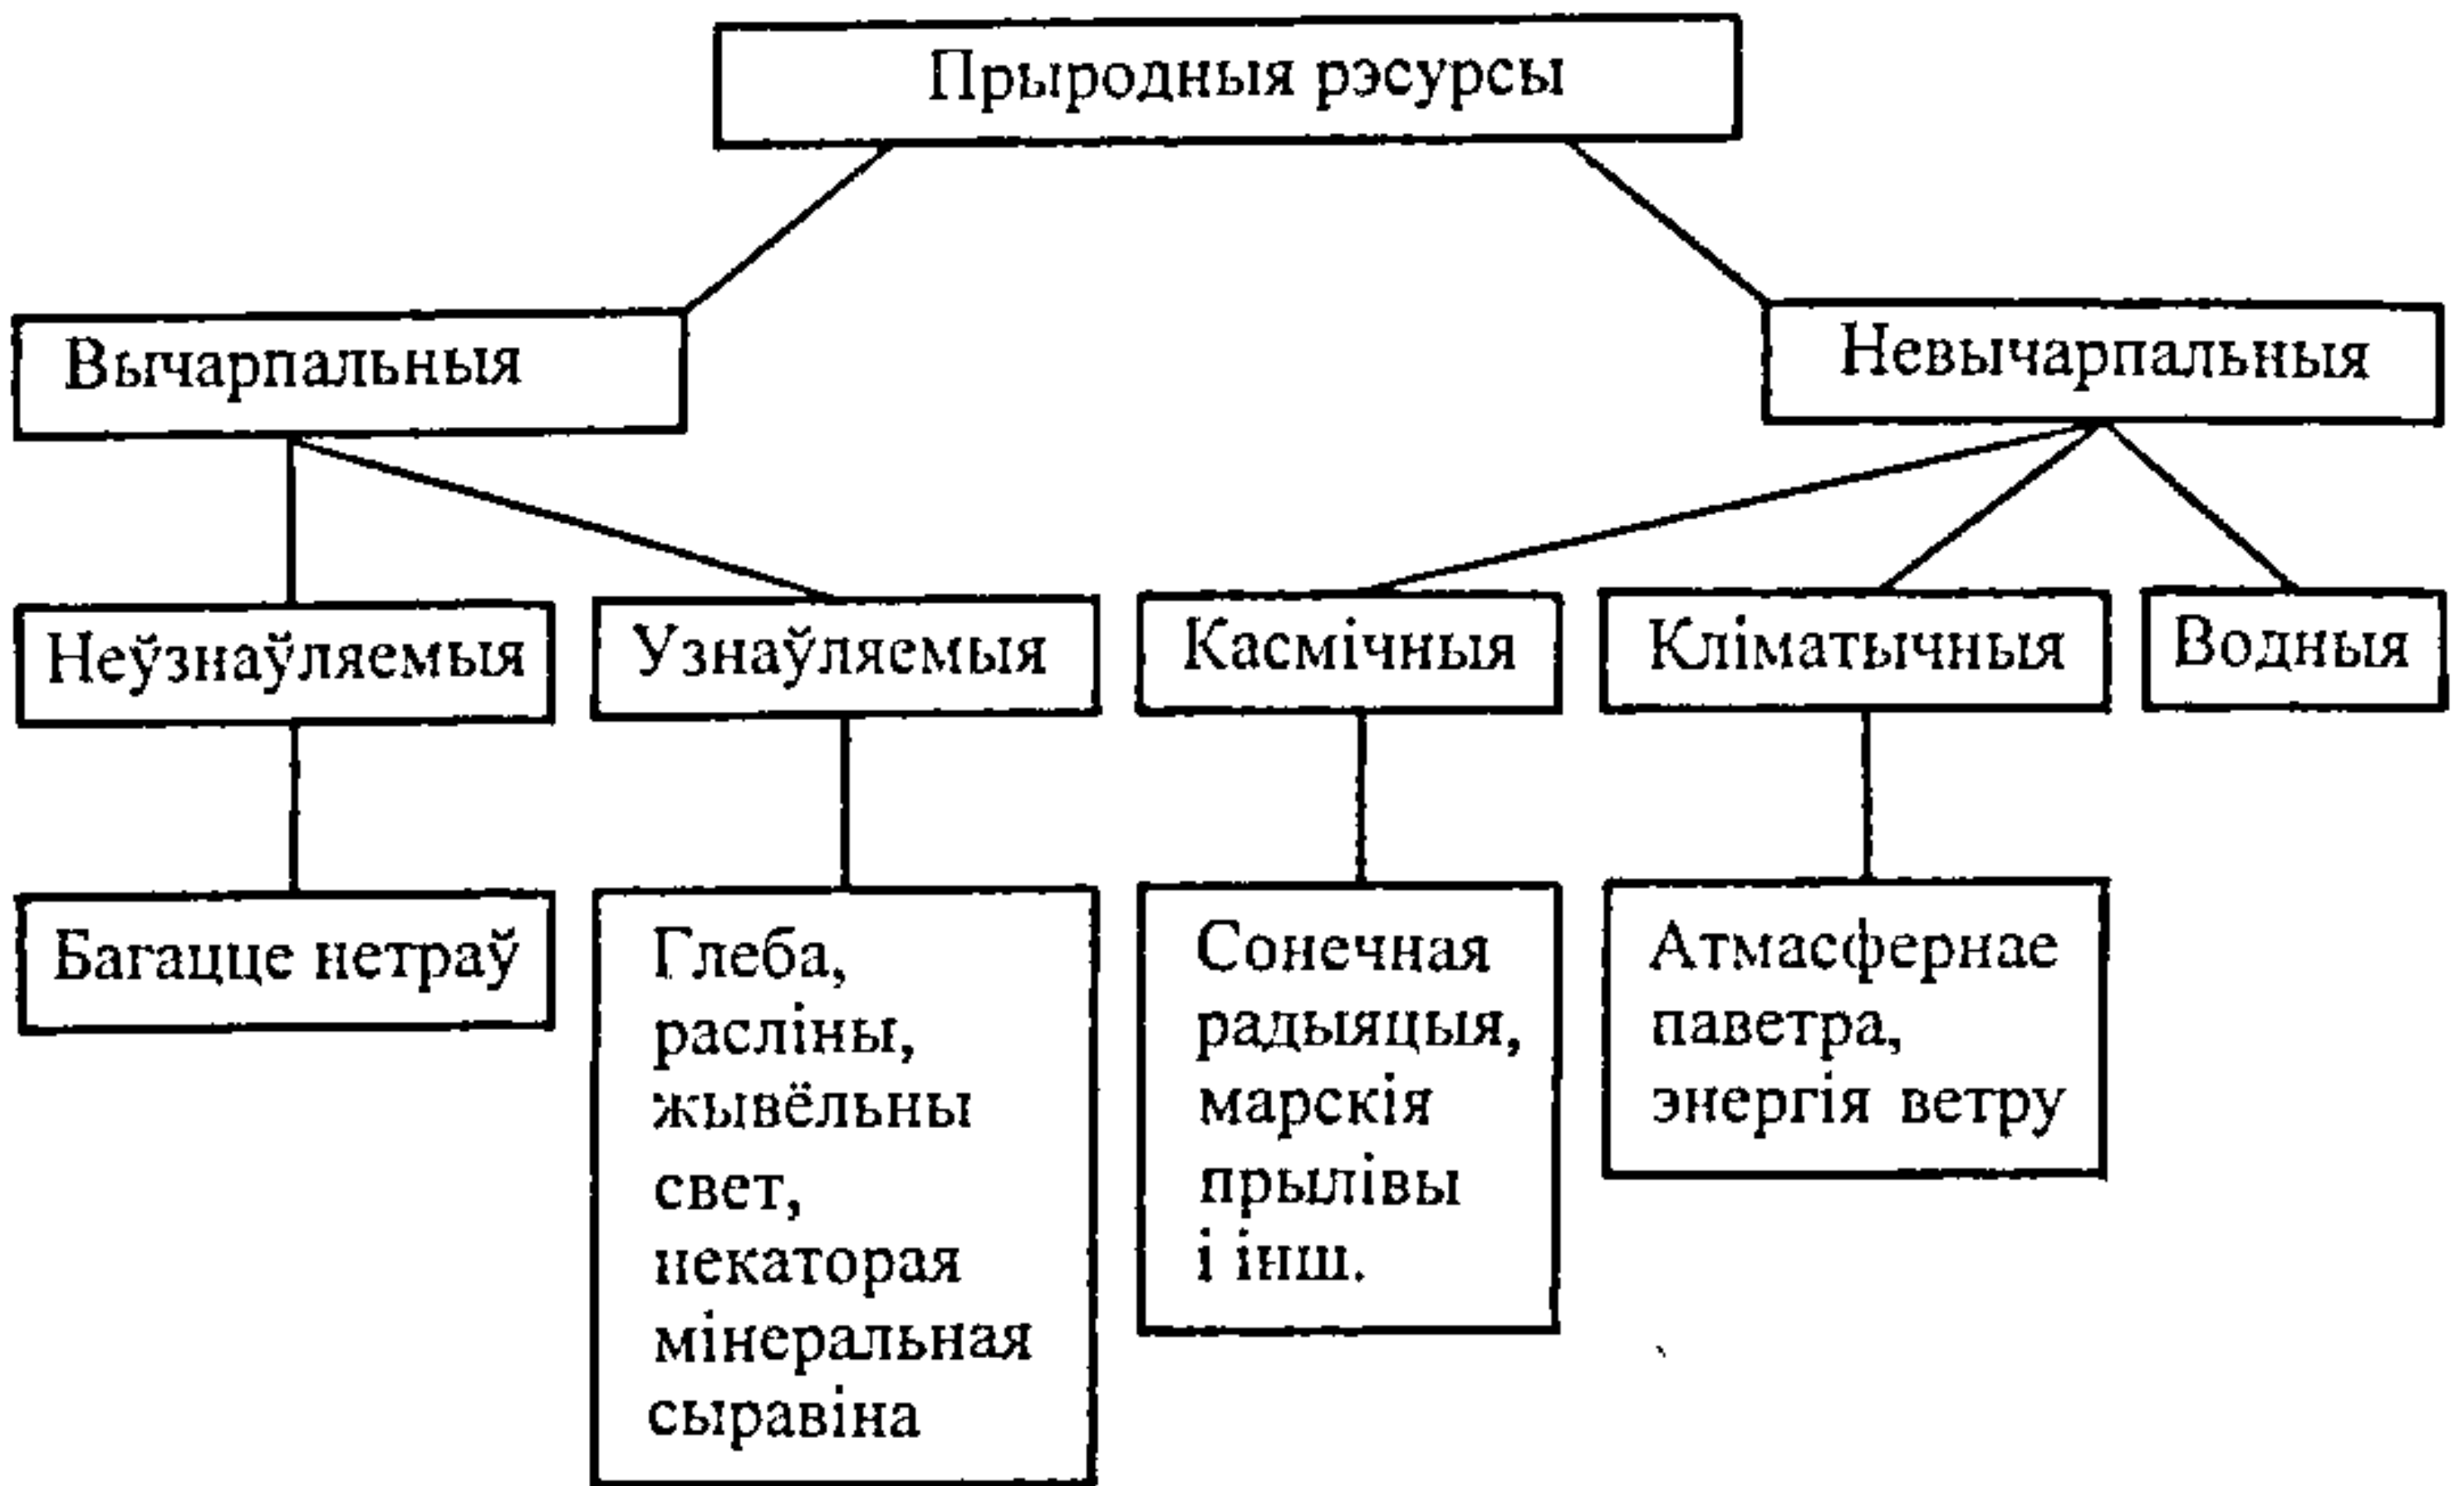 Прыродныя рэсурсы
Вычарпальныя
Невычарпальныя
Неўзнаўляемыя
Узнаўляемыя
Касмічныя
Кліматычныя
Водныя
Багацце нетраў
Глеба,
расліны,
жывёльны
свет,
некаторая
мінеральная
сыравіна
Сонечная
радыяцыя,
марскія
прылівы
і інш.
Атмасфернае
паветра,
энергія ветру